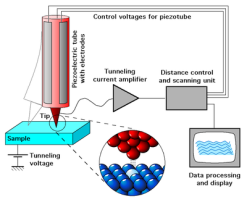 Control voltages for piezotube
Piezoelectric tube
with electrodes
Tunneling
current amplifier
Distance control
and scanning unit
Tip
Sample
Tunneling
voltage
Data processing
and display